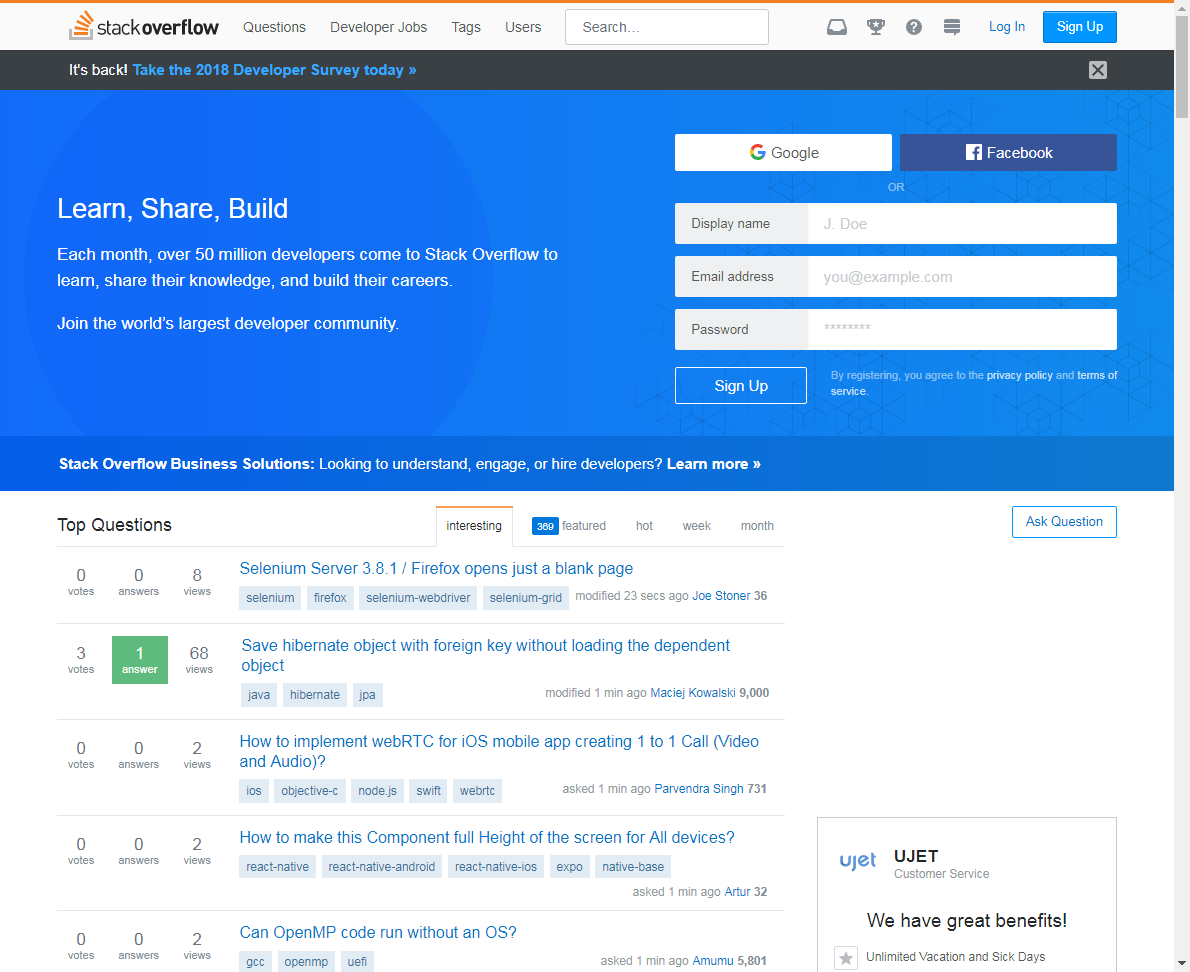 stackoverflow Questions Developer Jobs Tags Users Search... Log In Sign Up
It's back! Take the 2018 Developer Survey today »
Google Facebook
OR
Learn, Share, Build
Each month, over 50 million developers come to Stack Overflow to
learn, share their knowledge, and build their careers.
Join the world’s largest developer community.
Display name J. Doe
Email address you@example.com
Password ********
Sign Up
By registering, you agree to the privacy policy and terms of
service.
Stack Overflow Business Solutions: Looking to understand, engage, or hire developers? Learn more »
Top Questions interesting 369 featured hot week month
Ask Question
0 votes 0 answers 8 views
Selenium Server 3.8.1 / Firefox opens just a blank page
selenium firefox selenium-webdriver selenium-grid modified 23 secs ago Joe Stoner 36
3 votes 1 answer 68 views
Save hibernate object with foreign key without loading the dependent
object
java hibernate jpa modified 1 min ago Maciej Kowalski 9,000
0 votes 0 answers 2 views
How to implement webRTC for iOS mobile app creating 1 to 1 Call (Video
and Audio)?
ios objective-c node.js swift webrtc asked 1 min ago Parvendra Singh 731
0 votes 0 answers 2 views
How to make this Component full Height of the screen for All devices?
react-native react-native-android react-native-ios expo native-base
asked 1 min ago Artur 32
0 votes 0 answers 2 views
Can OpenMP code run without an OS?
gcc openmp uefi asked 1 min ago Amumu 5,801
ujet UJET
Customer Service
We have great benefits!
Unlimited Vacation and Sick Days